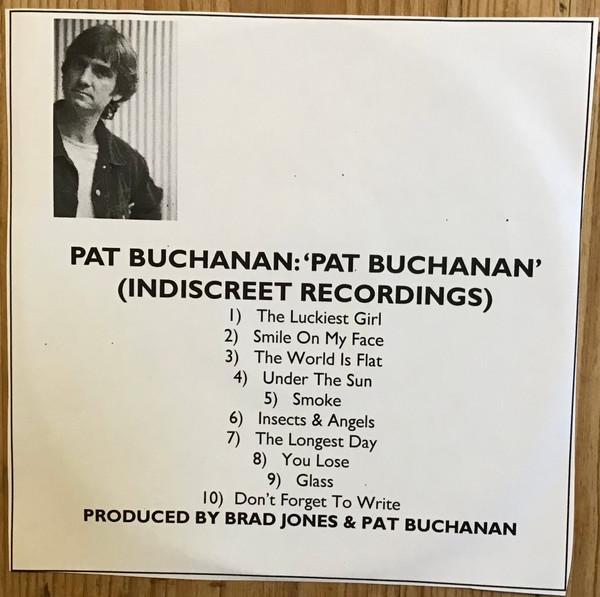 PAT BUCHANAN: ‘PAT BUCHANAN’
(INDISCREET RECORDINGS)
1) The Luckiest Girl
2) Smile On My Face
3) The World Is Flat
4) Under The Sun
5) Smoke
6) Insects & Angels
7) The Longest Day
8) You Lose
9) Glass
10) Don't Forget To Write
PRODUCED BY BRAD JONES & PAT BUCHANAN